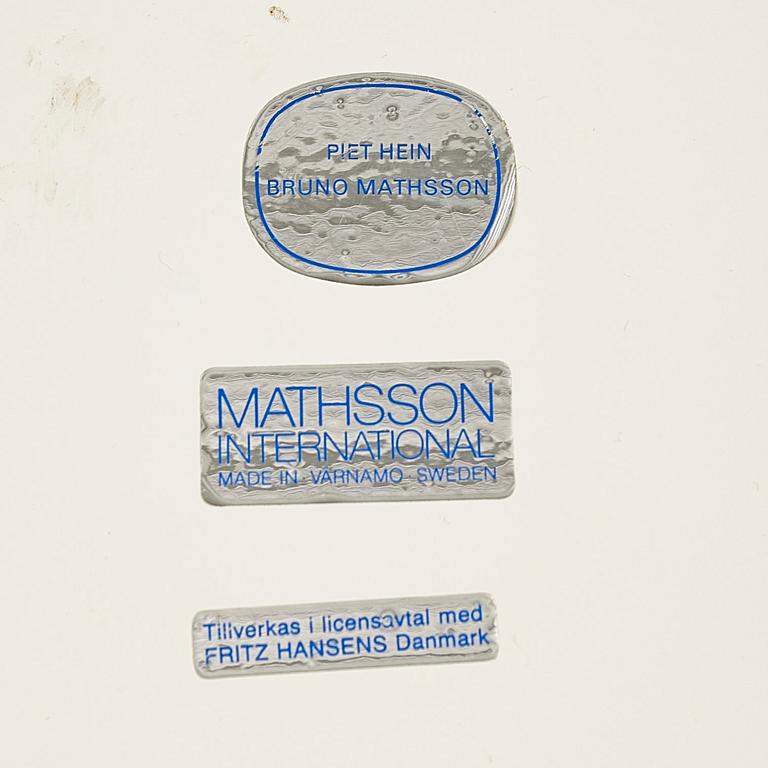 PIET HEIN
BRUNO MATHSSON
MATHSSON
INTERNATIONAL
MADE IN · VÄRNAMO · SWEDEN
Tillverkas i licensavtal med
FRITZ HANSENS Danmark